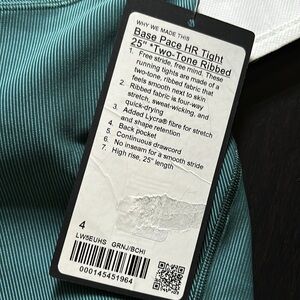 WHY WE MADE THIS
Base Pace HR Tight
25" *Two-Tone Ribbed
1. Free stride, free mind. These
running tights are made of a
two-tone, ribbed fabric that
feels smooth next to skin
2. Ribbed fabric is four-way
stretch, sweat-wicking, and
quick-drying
3. Added Lycra® fibre for stretch
and shape retention
4. Back pocket
5. Continuous drawcord
6. No inseam for a smooth stride
7. High rise, 25" length
4
LW5EUHS GRNJ/BCHI
000145451964